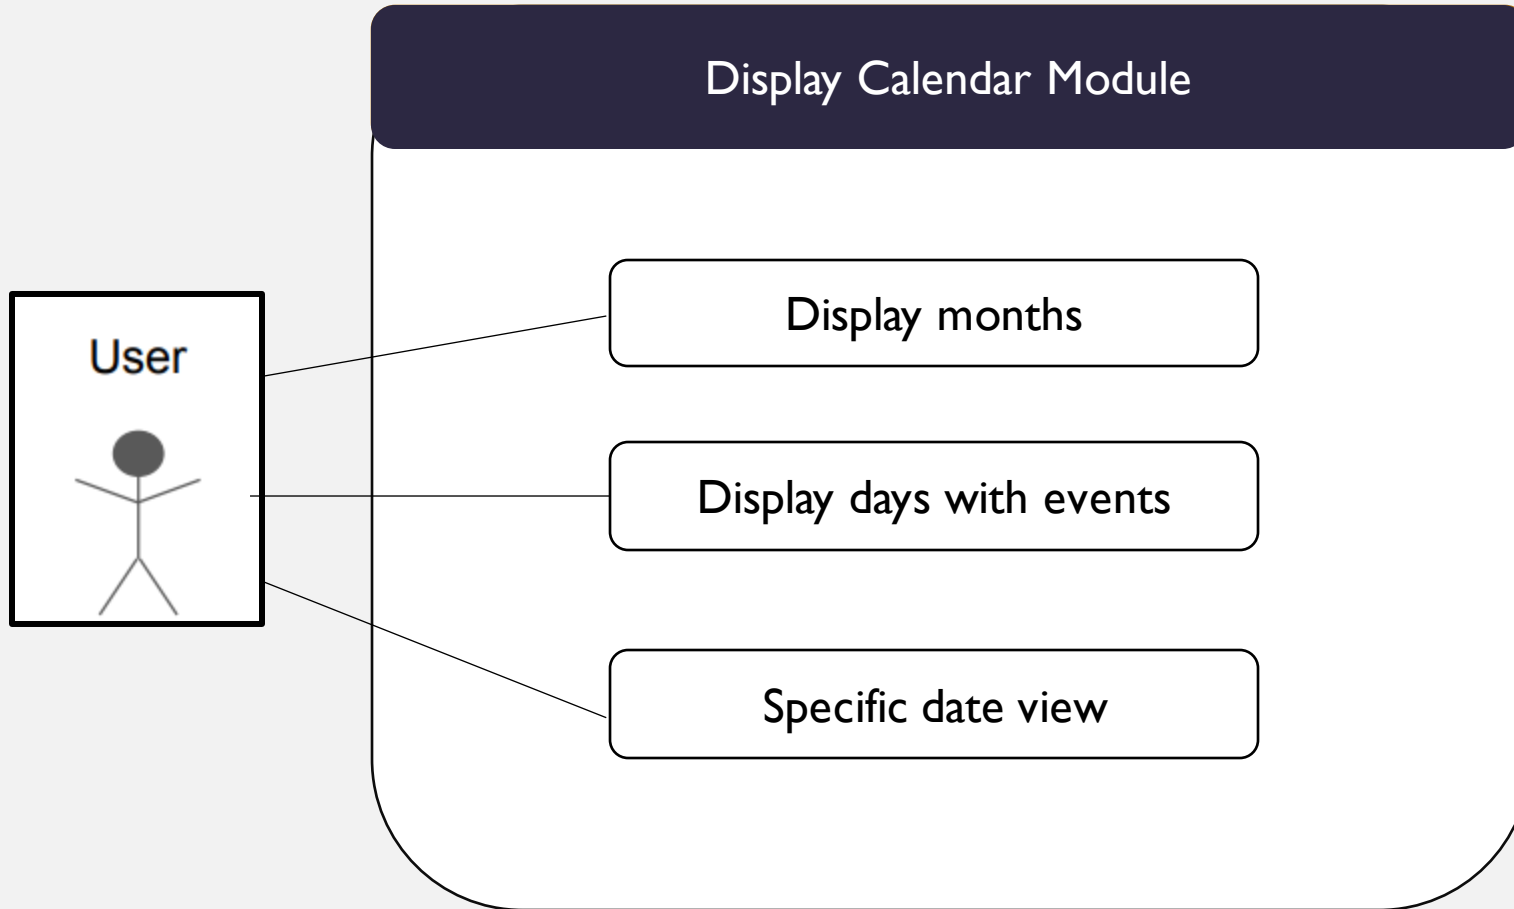 Display Calendar Module
User
Display months
Display days with events
Specific date view